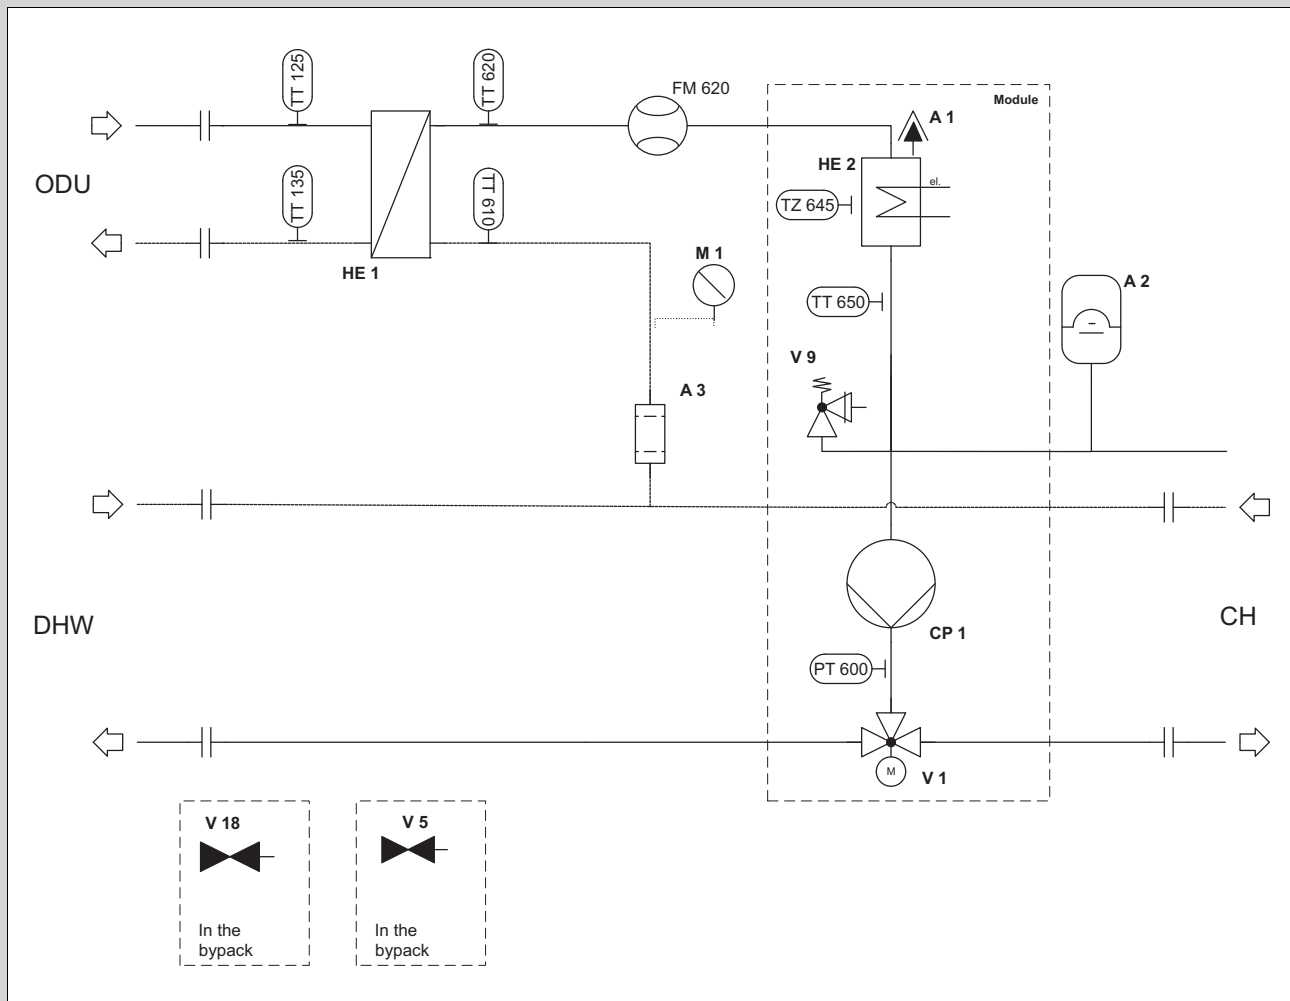 TT 125
TT 620
FM 620
Module
A 1
HE 2
el.
ODU
TT 135
TT 610
TZ 645
M 1
HE 1
TT 650
A 2
V 9
A 3
DHW
CH
CP 1
PT 600
M
V 1
V 18
V 5
In the
bypack
In the
bypack